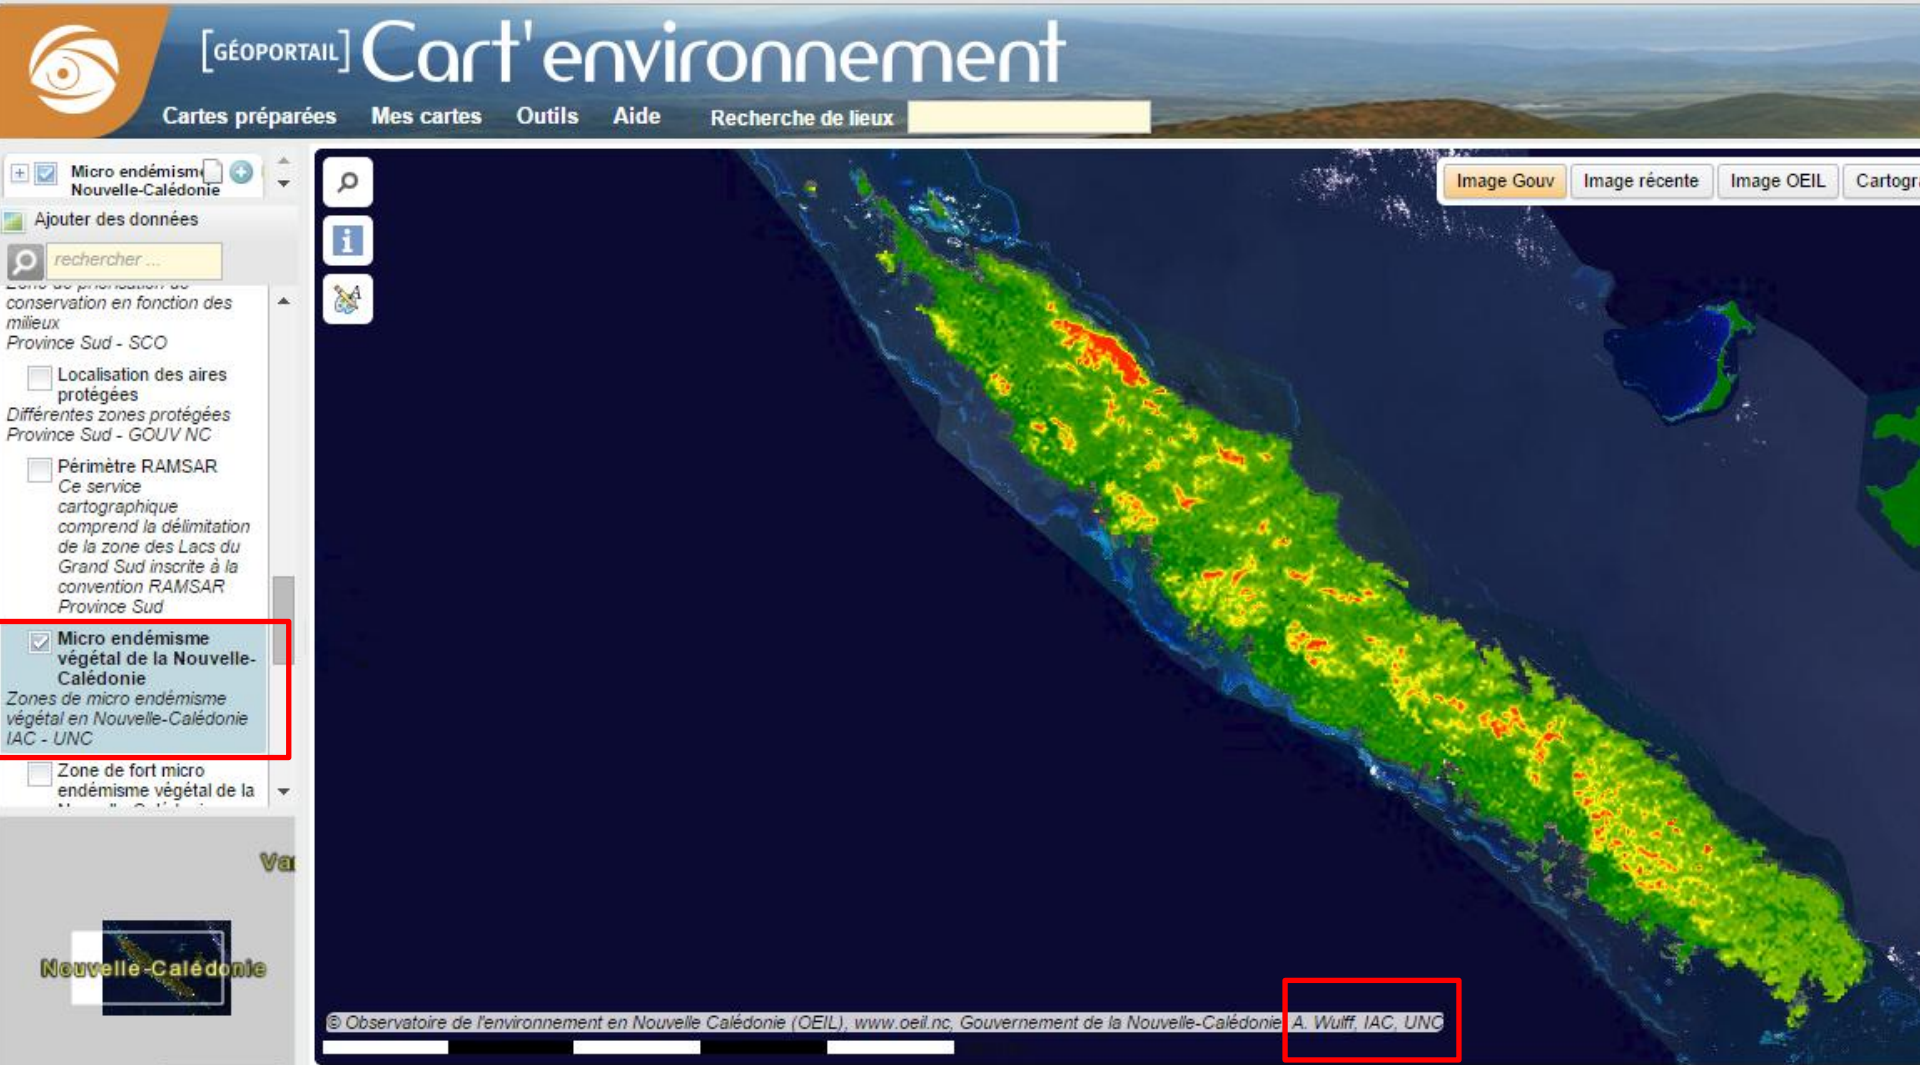 [GÉOPORTAIL] Cart'environnement
Cartes préparées Mes cartes Outils Aide Recherche de lieux
Micro endémisme
Nouvelle-Calédonie
Ajouter des données
rechercher ...
conservation en fonction des
milieux
Province Sud - SCO
Localisation des aires
protégées
Différentes zones protégées
Province Sud - GOUV NC
Périmètre RAMSAR
Ce service
cartographique
comprend la délimitation
de la zone des Lacs du
Grand Sud inscrite à la
convention RAMSAR
Province Sud
Micro endémisme
végétal de la Nouvelle-
Calédonie
Zones de micro endémisme
végétal en Nouvelle-Calédonie
IAC - UNC
Zone de fort micro
endémisme végétal de la
Nouvelle-Calédonie
Image Gouv Image récente Image OEIL Cartogr
© Observatoire de l'environnement en Nouvelle Calédonie (OEIL), www.oeil.nc, Gouvernement de la Nouvelle-Calédonie, A. Wulff, IAC, UNC